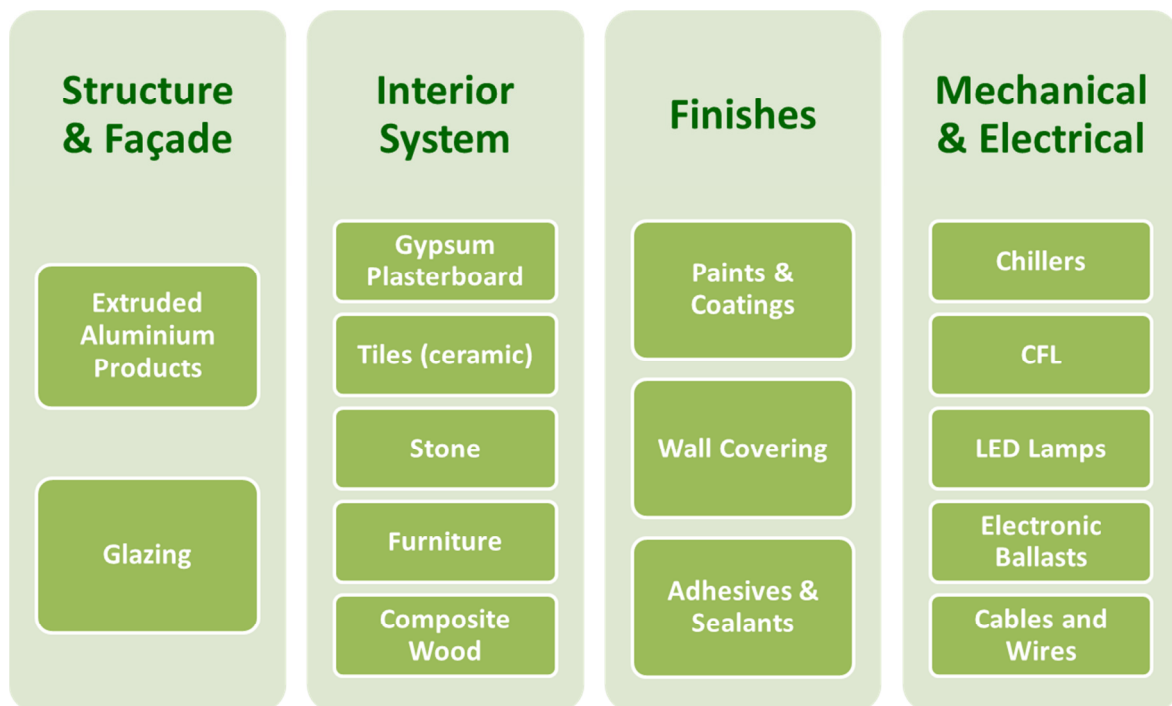 Structure
& Façade
Extruded
Aluminium
Products
Glazing
Interior
System
Gypsum
Plasterboard
Tiles (ceramic)
Stone
Furniture
Composite
Wood
Finishes
Paints &
Coatings
Wall Covering
Adhesives &
Sealants
Mechanical
& Electrical
Chillers
CFL
LED Lamps
Electronic
Ballasts
Cables and
Wires